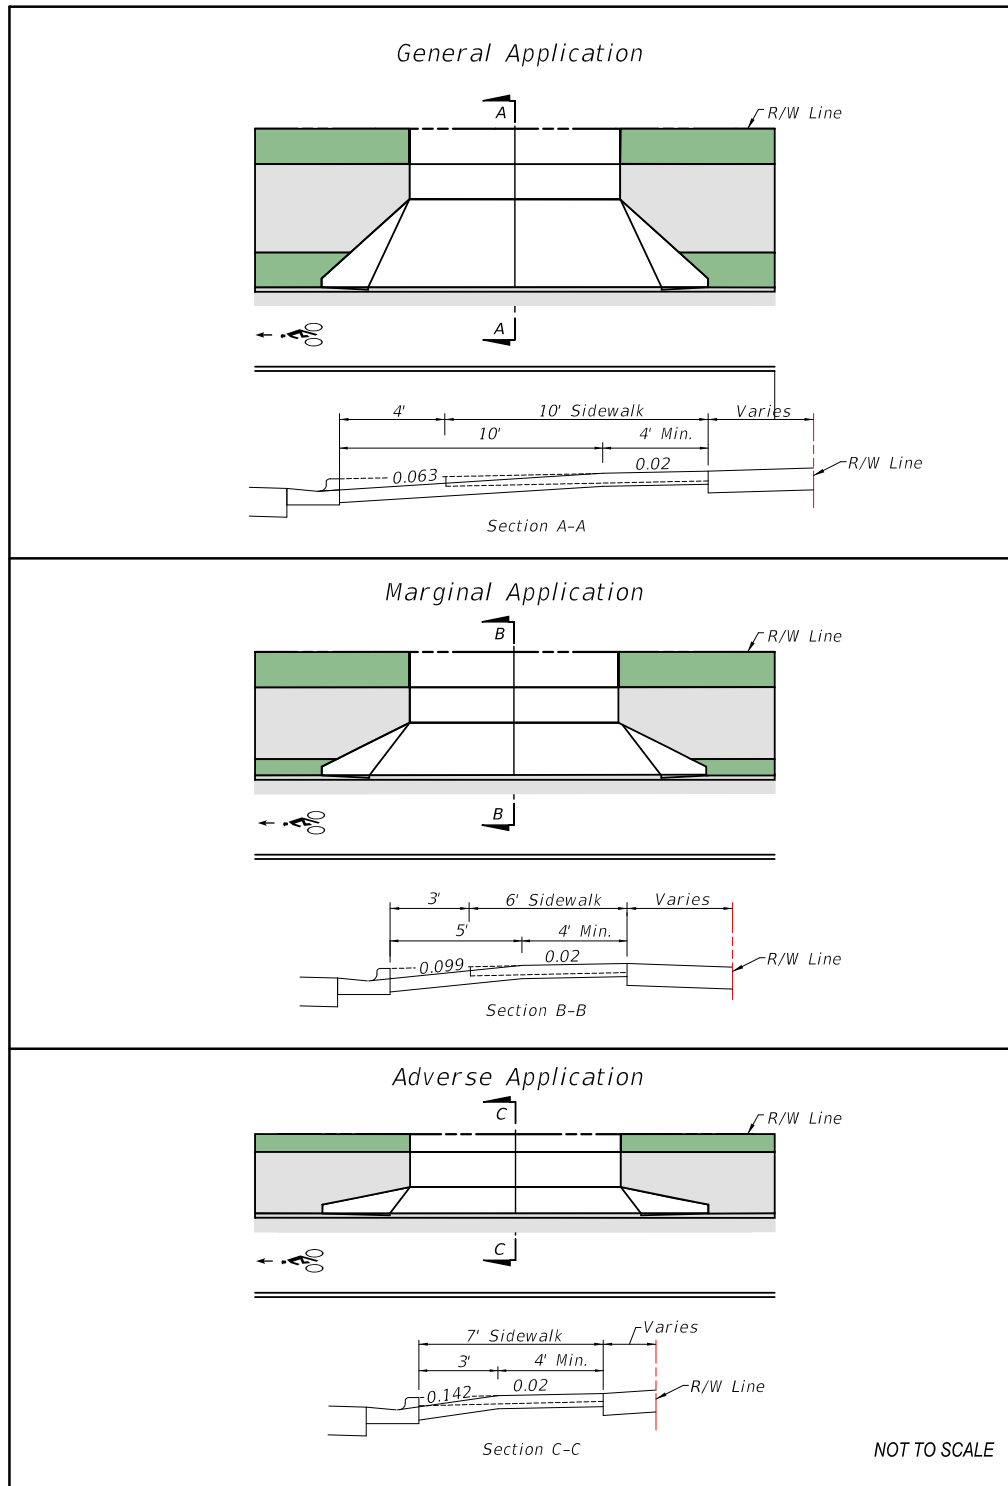 General Application
A
R/W Line
A
4' 10' Sidewalk Varies
10' 4' Min.
0.063 0.02 R/W Line
Section A-A
Marginal Application
B
R/W Line
B
3' 6' Sidewalk Varies
5' 4' Min.
0.099 0.02 R/W Line
Section B-B
Adverse Application
C
R/W Line
C
7' Sidewalk Varies
3' 4' Min.
0.142 0.02 R/W Line
Section C-C
NOT TO SCALE